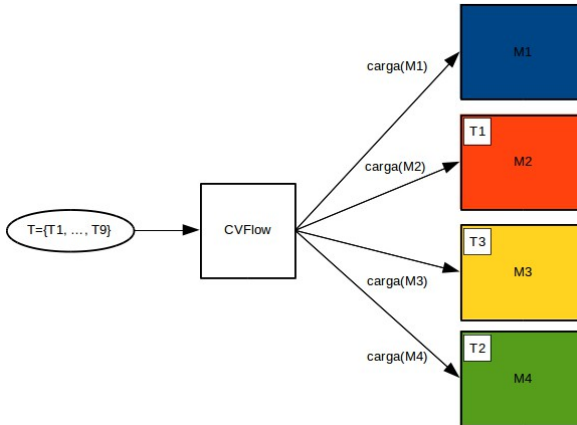 M1
carga(M1)
T1
carga(M2)
M2
T={T1, ..., T9}
CVFlow
T3
M3
carga(M3)
T2
carga(M4)
M4